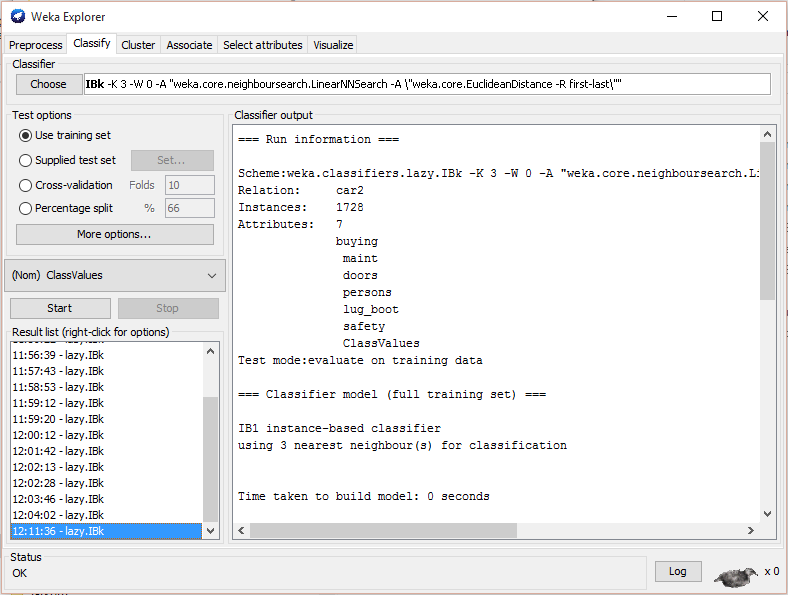 Weka Explorer
Preprocess Classify Cluster Associate Select attributes Visualize
Classifier
Choose IBk -K 3 -W 0 -A "weka.core.neighboursearch.LinearNNSearch -A \"weka.core.EuclideanDistance -R first-last\""
Test options
Use training set
Supplied test set Set...
Cross-validation Folds 10
Percentage split % 66
More options...
(Nom) ClassValues
Start Stop
Result list (right-click for options)
11:56:39 - lazy.IBk
11:57:43 - lazy.IBk
11:58:53 - lazy.IBk
11:59:12 - lazy.IBk
11:59:20 - lazy.IBk
12:00:12 - lazy.IBk
12:01:42 - lazy.IBk
12:02:13 - lazy.IBk
12:02:28 - lazy.IBk
12:03:46 - lazy.IBk
12:04:02 - lazy.IBk
12:11:36 - lazy.IBk
Classifier output
=== Run information ===
Scheme:weka.classifiers.lazy.IBk -K 3 -W 0 -A "weka.core.neighboursearch.Li
Relation: car2
Instances: 1728
Attributes: 7
buying
maint
doors
persons
lug_boot
safety
ClassValues
Test mode:evaluate on training data
=== Classifier model (full training set) ===
IB1 instance-based classifier
using 3 nearest neighbour(s) for classification
Time taken to build model: 0 seconds
Status
OK
Log
x 0